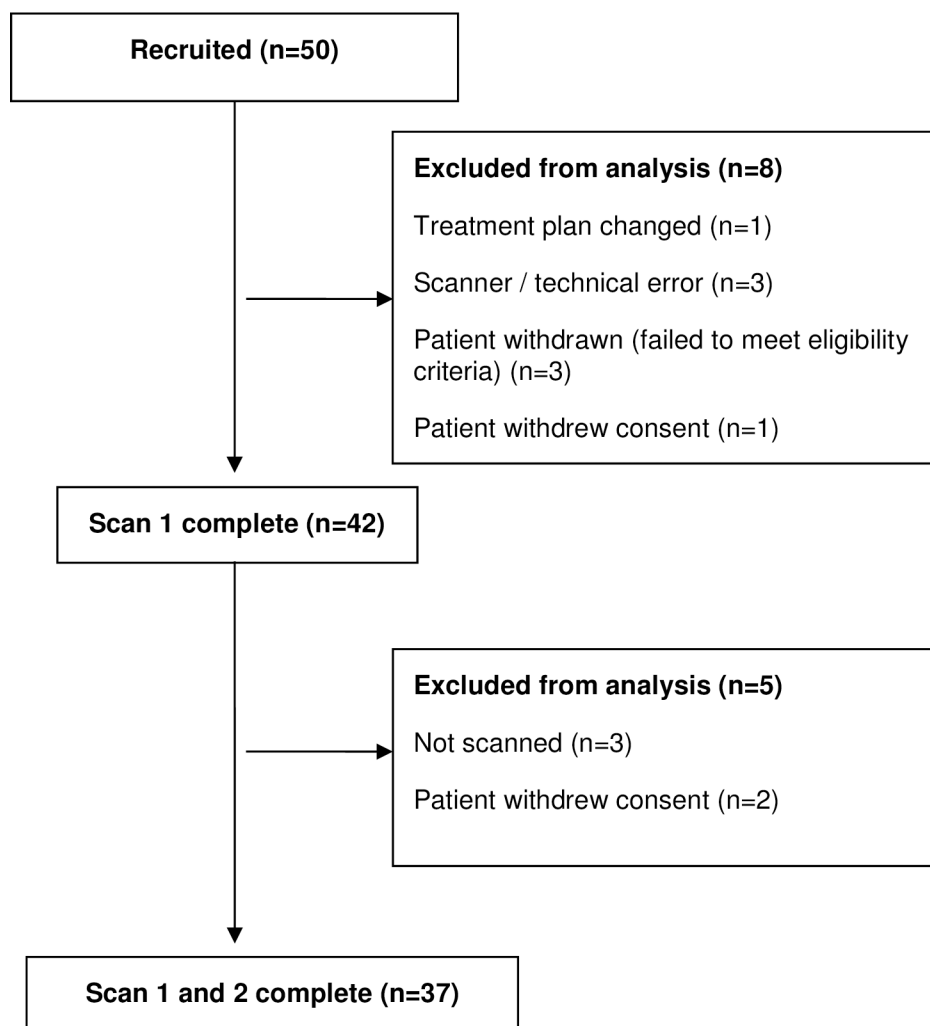 Recruited (n=50)
Excluded from analysis (n=8)
Treatment plan changed (n=1)
Scanner / technical error (n=3)
Patient withdrawn (failed to meet eligibility
criteria) (n=3)
Patient withdrew consent (n=1)
Scan 1 complete (n=42)
Excluded from analysis (n=5)
Not scanned (n=3)
Patient withdrew consent (n=2)
Scan 1 and 2 complete (n=37)